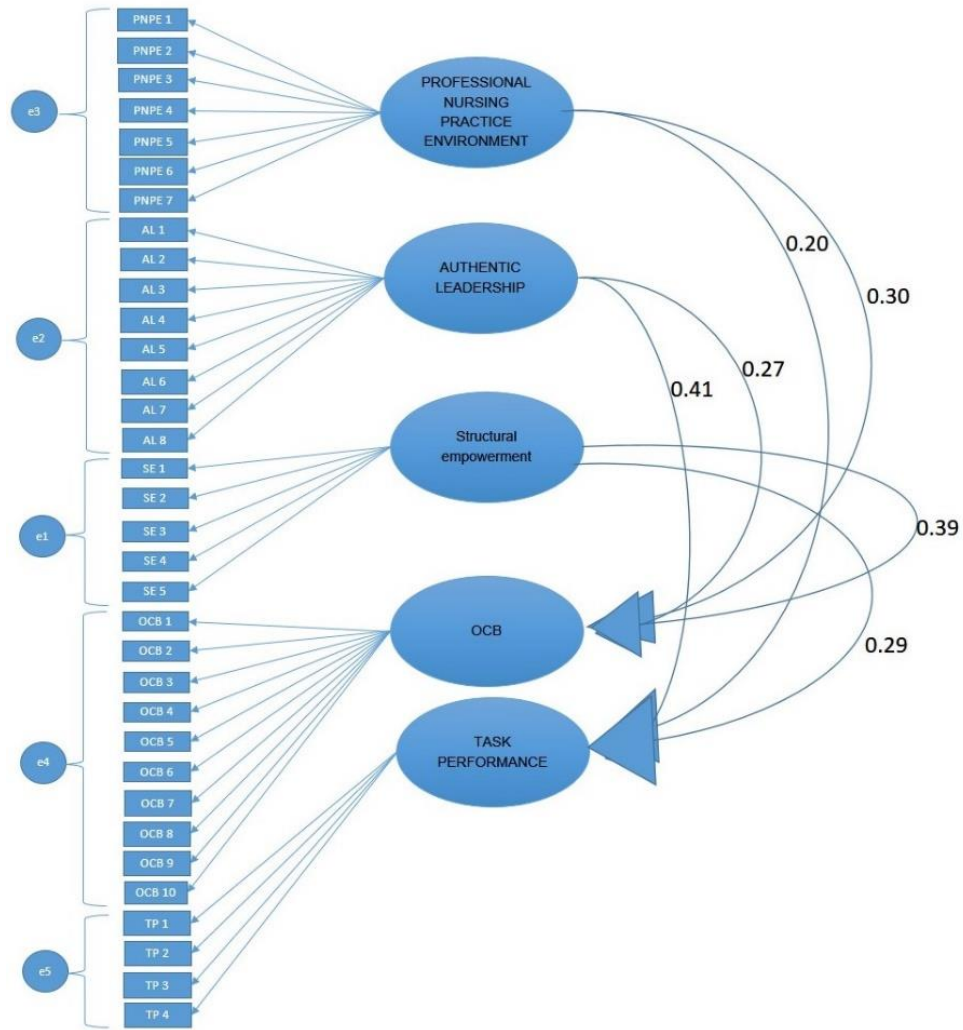 PNPE 1
PNPE 2
PNPE 3
PNPE 4
PNPE 5
PNPE 6
PNPE 7
e3
PROFESSIONAL
NURSING
PRACTICE
ENVIRONMENT
0.20
0.30
AL 1
AL 2
AL 3
AL 4
AL 5
AL 6
AL 7
AL 8
e2
AUTHENTIC
LEADERSHIP
0.27
0.41
SE 1
SE 2
SE 3
SE 4
SE 5
e1
Structural
empowerment
0.39
0.29
OCB 1
OCB 2
OCB 3
OCB 4
OCB 5
OCB 6
OCB 7
OCB 8
OCB 9
OCB 10
e4
OCB
TASK
PERFORMANCE
TP 1
TP 2
TP 3
TP 4
e5